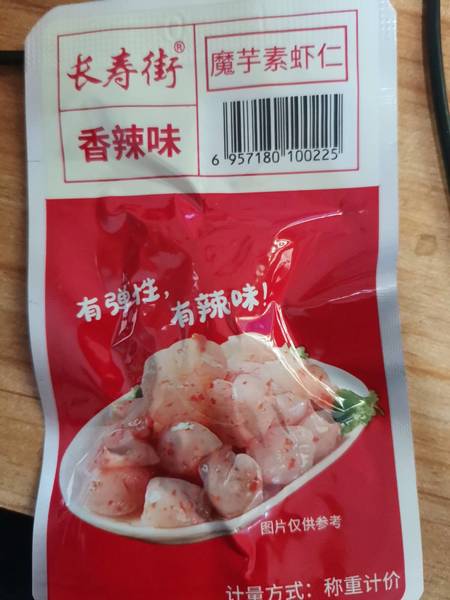 长寿街®
魔芋素虾仁
香辣味
6 957180 100225
有弹性，
有辣味！
图片仅供参考
计量方式：称重计价